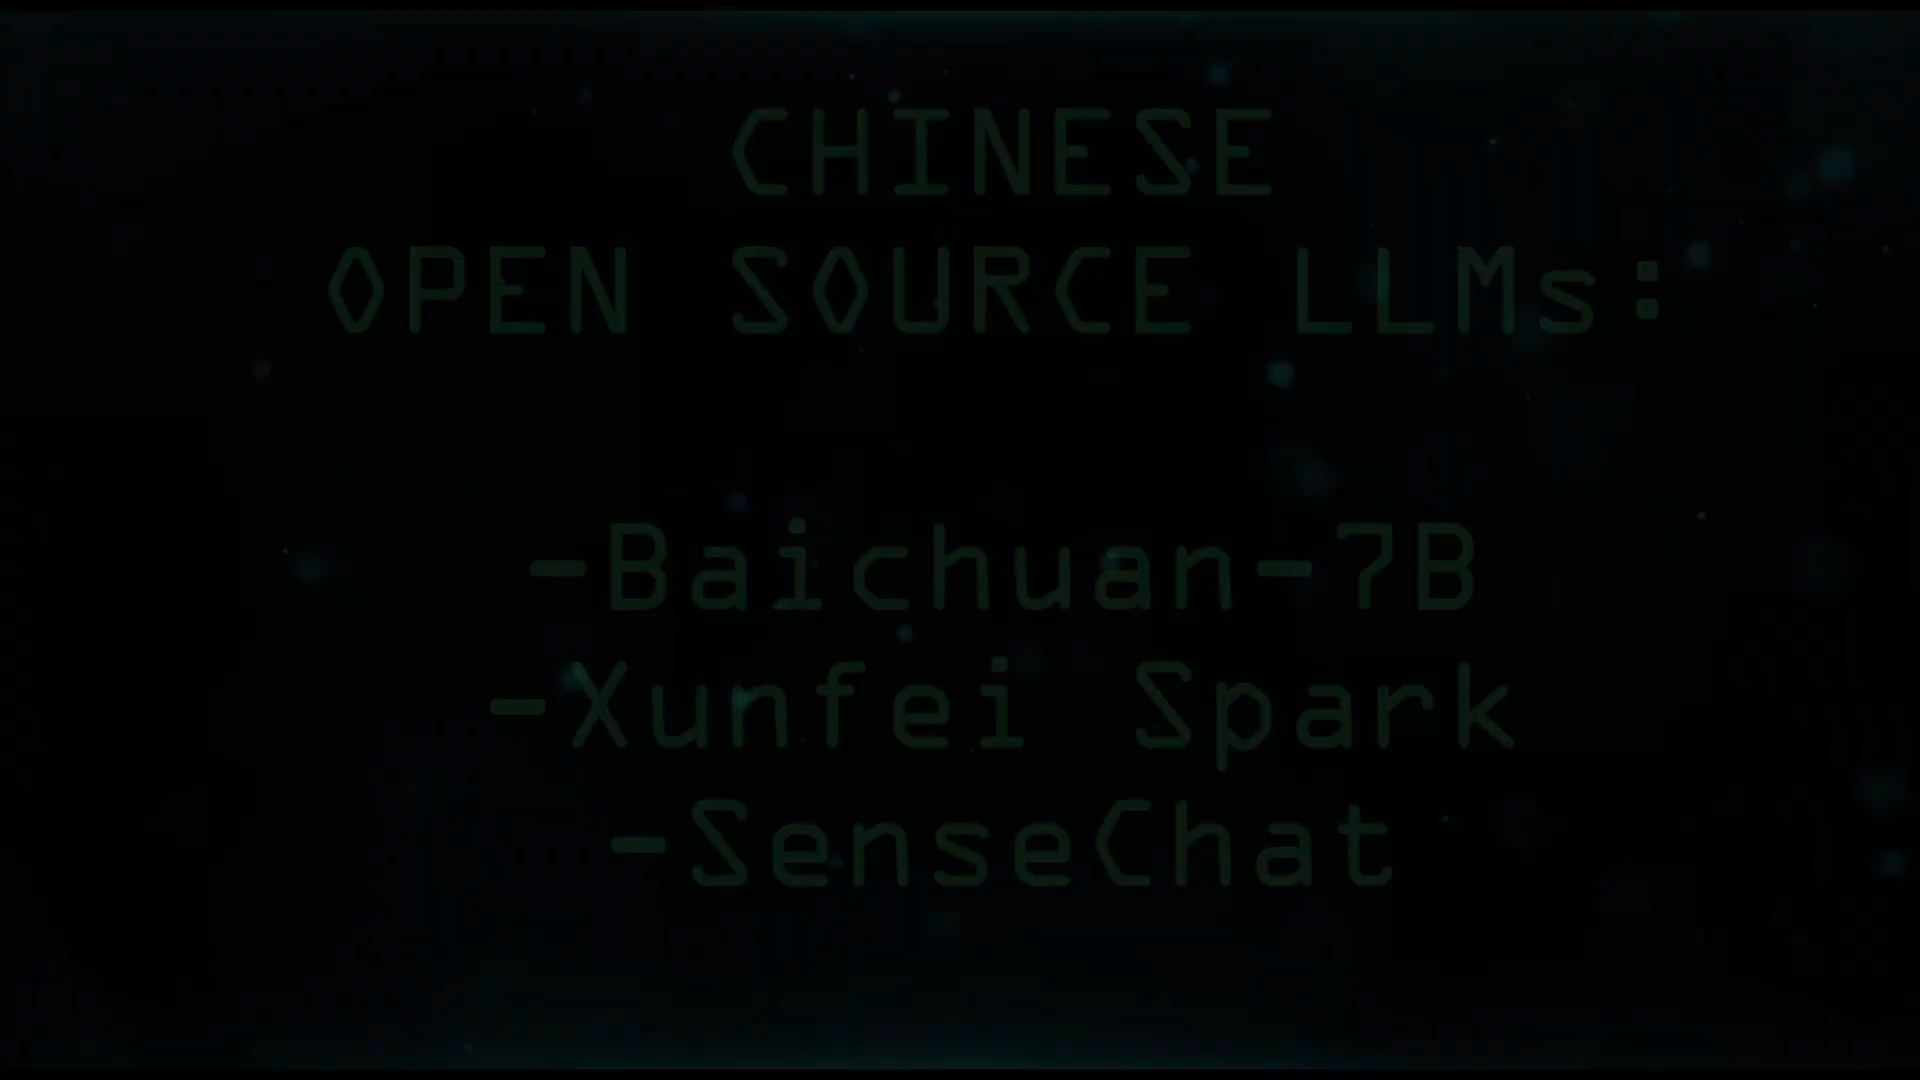 CHINESE
OPEN SOURCE LLMs:
-Baichuan-7B
-Xunfei Spark
-SenseChat